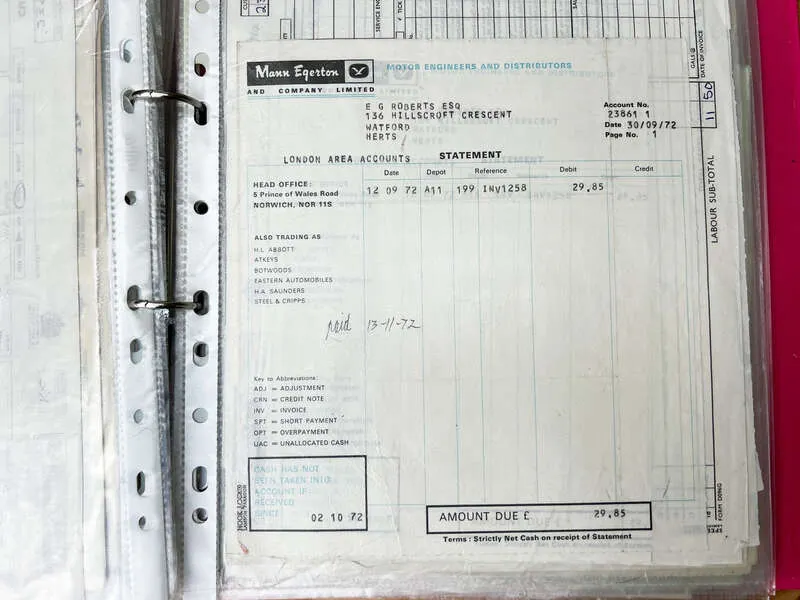 Mann Egerton
AND COMPANY LIMITED
MOTOR ENGINEERS AND DISTRIBUTORS
E G ROBERTS ESQ
136 HILLSCROFT CRESCENT
WATFORD
HERTS
Account No.
23861 1
Date 30/09/72
Page No. 1
LONDON AREA ACCOUNTS
STATEMENT
Date Depot Reference Debit Credit
12 09 72 A11 199 INV1258 29.85
HEAD OFFICE:
5 Prince of Wales Road
NORWICH, NOR 11S
ALSO TRADING AS
H.L. ABBOTT
ATKEYS
BOTWOODS
EASTERN AUTOMOBILES
H.A. SAUNDERS
STEEL & CRIPPS
paid 13-11-72
Key to Abbreviations:
ADJ = ADJUSTMENT
CRN = CREDIT NOTE
INV = INVOICE
SPT = SHORT PAYMENT
OPT = OVERPAYMENT
UAC = UNALLOCATED CASH
CASH HAS NOT
BEEN TAKEN INTO
ACCOUNT IF
RECEIVED
SINCE
02 10 72
AMOUNT DUE £ 29.85
Terms: Strictly Net Cash on receipt of Statement
LABOUR SUB-TOTAL
DATE OF INVOICE
11 50